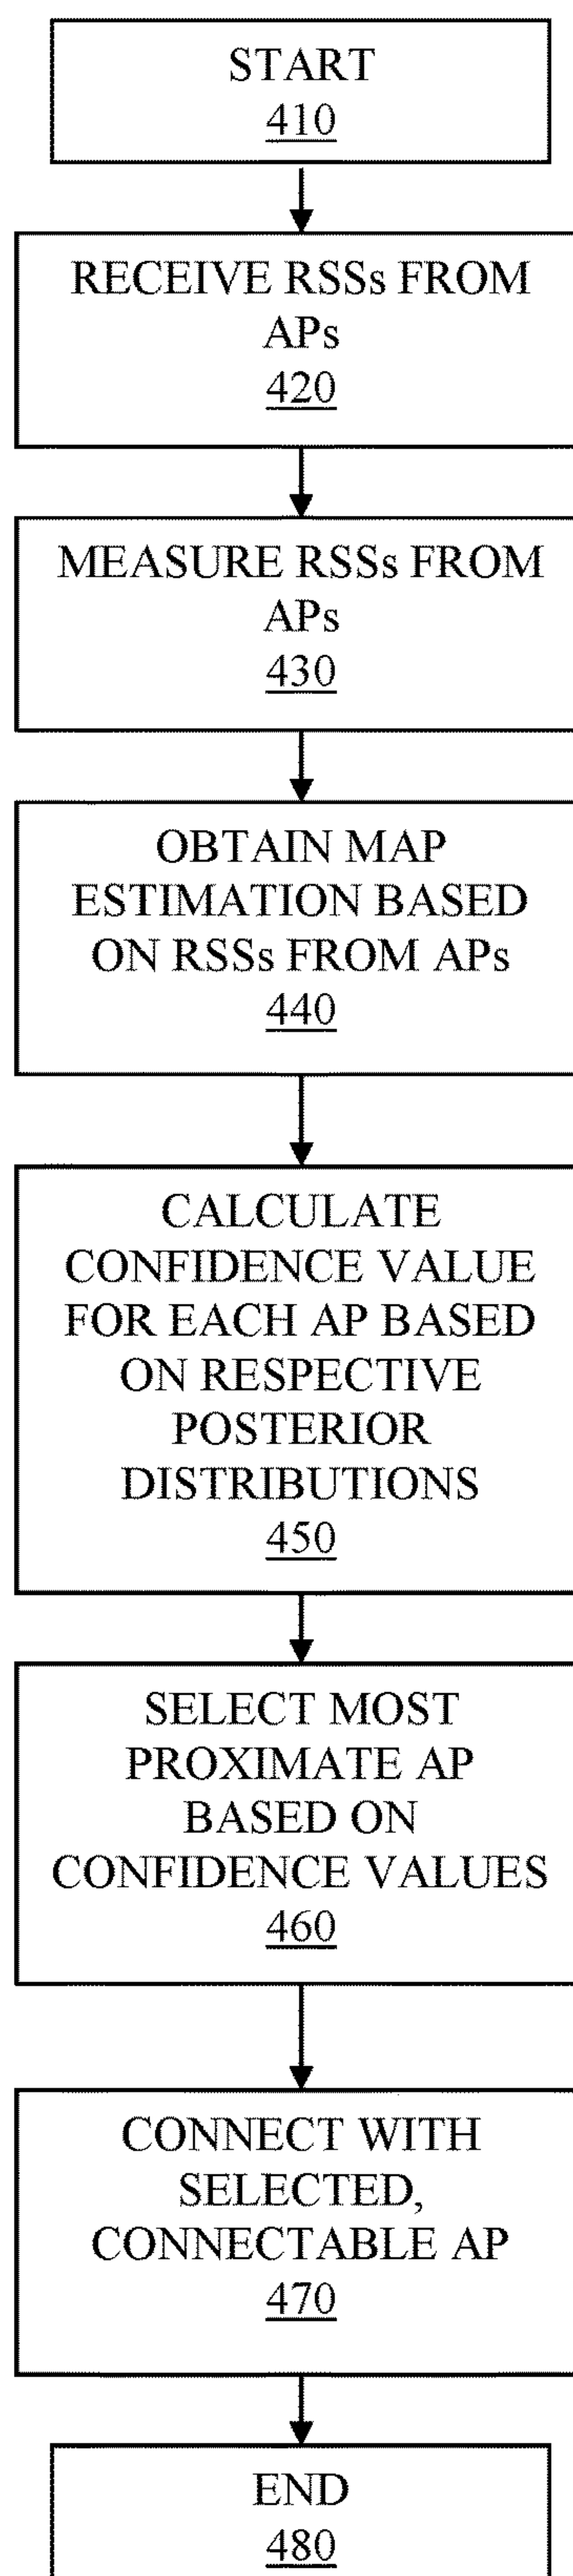 START
410
RECEIVE RSSs FROM
APs
420
MEASURE RSSs FROM
APs
430
OBTAIN MAP
ESTIMATION BASED
ON RSSs FROM APs
440
CALCULATE
CONFIDENCE VALUE
FOR EACH AP BASED
ON RESPECTIVE
POSTERIOR
DISTRIBUTIONS
450
SELECT MOST
PROXIMATE AP
BASED ON
CONFIDENCE VALUES
460
CONNECT WITH
SELECTED,
CONNECTABLE AP
470
END
480